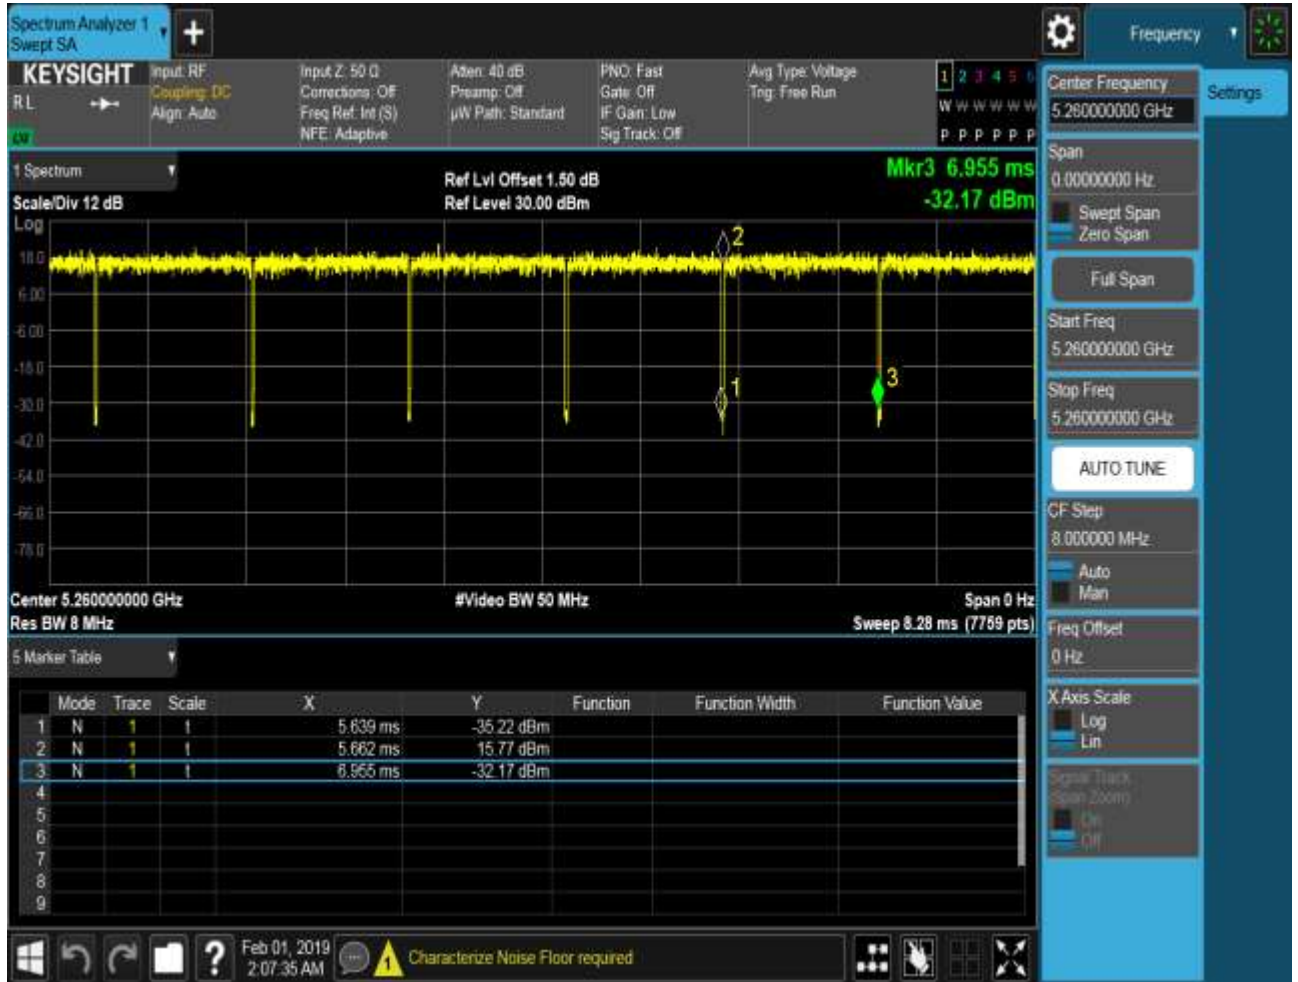 Spectrum Analyzer 1
Swept SA
Frequency
KEYSIGHT
RL
Input: RF
Coupling: DC
Align: Auto
Input Z: 50 Ω
Corrections: Off
Freq Ref: Int (S)
NFE: Adaptive
Atten: 40 dB
Preamp: Off
µW Path: Standard
PNO: Fast
Gate: Off
IF Gain: Low
Sig Track: Off
Avg Type: Voltage
Trig: Free Run
1 2 3 4 5 6
W W W W W W
P P P P P P
1 Spectrum
Scale/Div 12 dB
Log
Ref Lvl Offset 1.50 dB
Ref Level 30.00 dBm
Mkr3 6.955 ms
-32.17 dBm
18.0
6.00
-6.00
-18.0
-30.0
-42.0
-54.0
-66.0
-78.0
2
1
3
Center 5.260000000 GHz
#Video BW 50 MHz
Span 0 Hz
Res BW 8 MHz
Sweep 8.28 ms (7759 pts)
5 Marker Table
Mode Trace Scale X Y Function Function Width Function Value
1 N 1 t 5.639 ms -35.22 dBm
2 N 1 t 5.662 ms 15.77 dBm
3 N 1 t 6.955 ms -32.17 dBm
4
5
6
7
8
9
Center Frequency
5.260000000 GHz
Settings
Span
0.00000000 Hz
Swept Span
Zero Span
Full Span
Start Freq
5.260000000 GHz
Stop Freq
5.260000000 GHz
AUTO TUNE
CF Step
8.000000 MHz
Auto
Man
Freq Offset
0 Hz
X Axis Scale
Log
Lin
Signal Track
(Span Zoom)
On
Off
?
Feb 01, 2019
2:07:35 AM
1
Characterize Noise Floor required